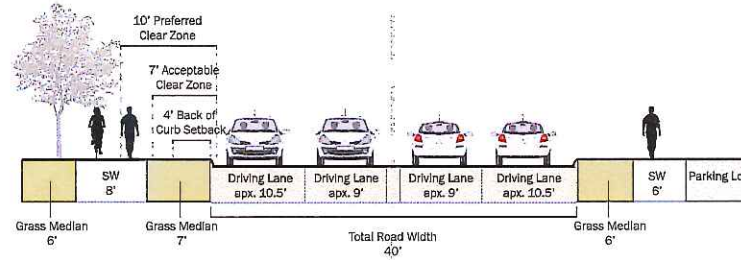 10' Preferred
Clear Zone
7' Acceptable
Clear Zone
4' Back of
Curb Setback
SW
8'
Driving Lane
apx. 10.5'
Driving Lane
apx. 9'
Driving Lane
apx. 9'
Driving Lane
apx. 10.5'
SW
6'
Parking Lo
Grass Median
6'
Grass Median
7'
Total Road Width
40'
Grass Median
6'